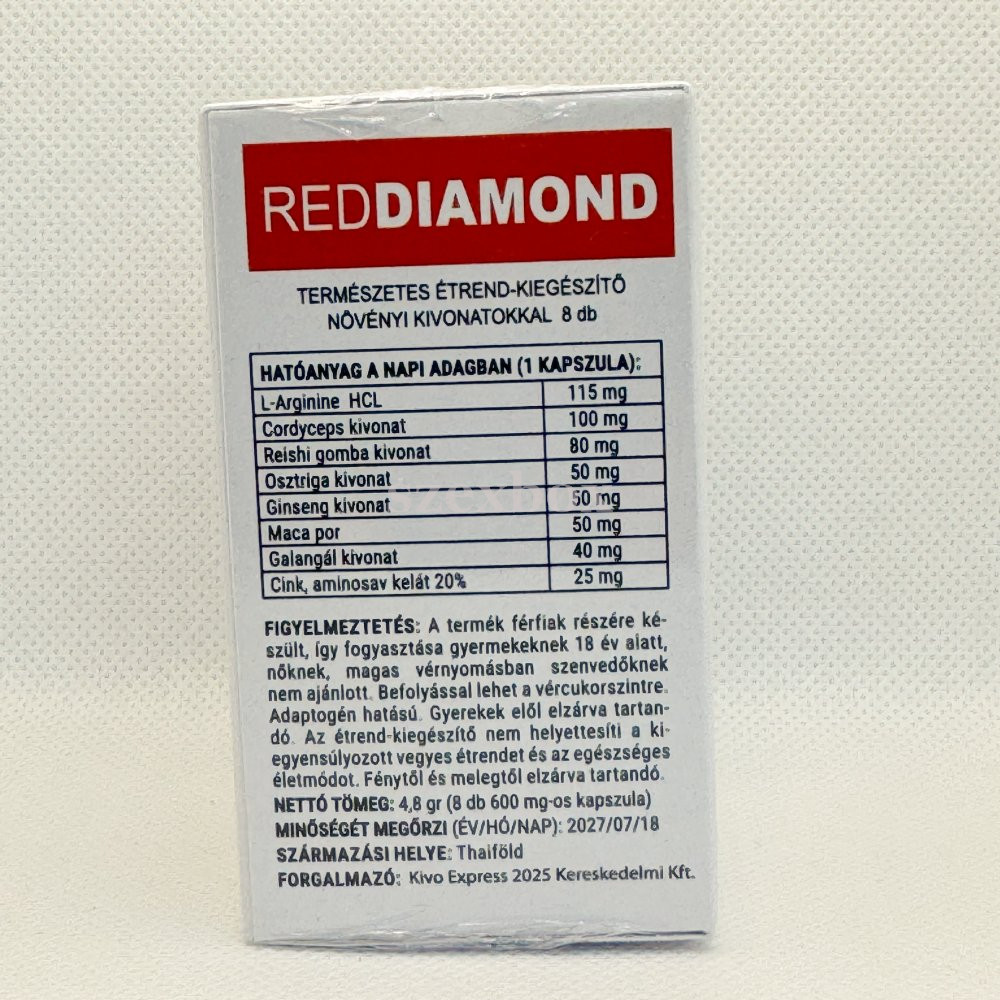 REDDIAMOND
TERMÉSZETES ÉTREND-KIEGÉSZÍTŐ
NÖVÉNYI KIVONATOKKAL 8 db
HATÓANYAG A NAPI ADAGBAN (1 KAPSZULA):
L-Arginine HCL 115 mg
Cordyceps kivonat 100 mg
Reishi gomba kivonat 80 mg
Osztriga kivonat 50 mg
Ginseng kivonat 50 mg
Maca por 50 mg
Galangál kivonat 40 mg
Cink, aminosav kelát 20% 25 mg
FIGYELMEZTETÉS: A termék férfiak részére ké-
szült, így fogyasztása gyermekeknek 18 év alatt,
nőknek, magas vérnyomásban szenvedőknek
nem ajánlott. Befolyással lehet a vércukorszintre.
Adaptogén hatású. Gyerekek elől elzárva tartan-
dó. Az étrend-kiegészítő nem helyettesíti a ki-
egyensúlyozott vegyes étrendet és az egészséges
életmódot. Fénytől és melegtől elzárva tartandó.
NETTÓ TÖMEG: 4,8 gr (8 db 600 mg-os kapszula)
MINŐSÉGÉT MEGŐRZI (ÉV/HÓ/NAP): 2027/07/18
SZÁRMAZÁSI HELYE: Thaiföld
FORGALMAZÓ: Kivo Express 2025 Kereskedelmi Kft.